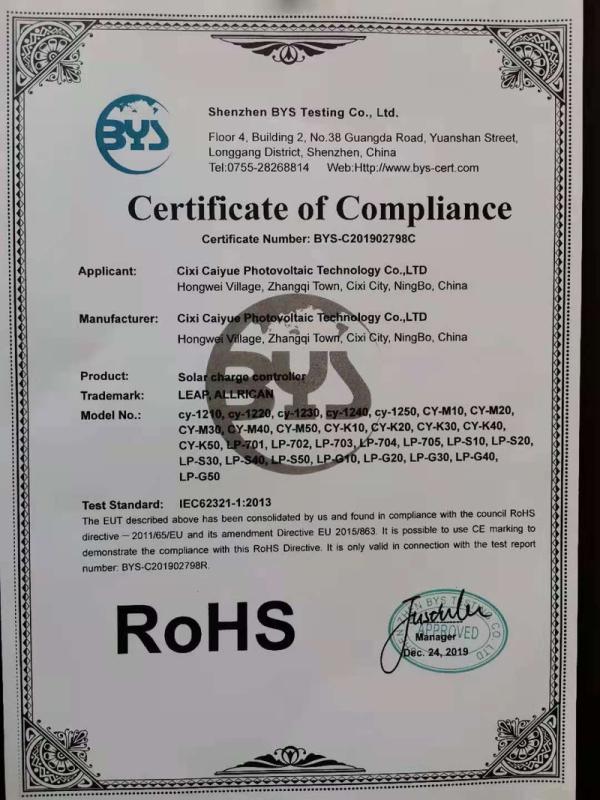 BYS
Shenzhen BYS Testing Co., Ltd.
Floor 4, Building 2, No.38 Guangda Road, Yuanshan Street,
Longgang District, Shenzhen, China
Tel:0755-28268814 Web:Http://www.bys-cert.com
Certificate of Compliance
Certificate Number: BYS-C201902798C
Applicant: Cixi Caiyue Photovoltaic Technology Co.,LTD
Hongwei Village, Zhangqi Town, Cixi City, NingBo, China
Manufacturer: Cixi Caiyue Photovoltaic Technology Co.,LTD
Hongwei Village, Zhangqi Town, Cixi City, NingBo, China
BYS
Product: Solar charge controller
Trademark: LEAP, ALLRICAN
Model No.: cy-1210, cy-1220, cy-1230, cy-1240, cy-1250, CY-M10, CY-M20,
CY-M30, CY-M40, CY-M50, CY-K10, CY-K20, CY-K30, CY-K40,
CY-K50, LP-701, LP-702, LP-703, LP-704, LP-705, LP-S10, LP-S20,
LP-S30, LP-S40, LP-S50, LP-G10, LP-G20, LP-G30, LP-G40,
LP-G50
Test Standard: IEC62321-1:2013
The EUT described above has been consolidated by us and found in compliance with the council RoHS
directive – 2011/65/EU and its amendment Directive EU 2015/863. It is possible to use CE marking to
demonstrate the compliance with this RoHS Directive. It is only valid in connection with the test report
number: BYS-C201902798R.
RoHS
APPROVED
Manager
Dec. 24, 2019